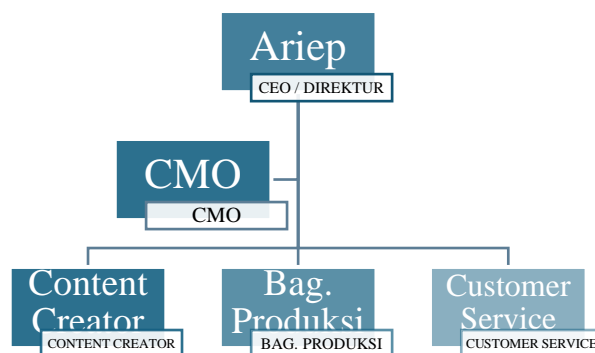 Ariep
CEO / DIREKTUR
CMO
CMO
Content
Creator
CONTENT CREATOR
Bag.
Produksi
BAG. PRODUKSI
Customer
Service
CUSTOMER SERVICE